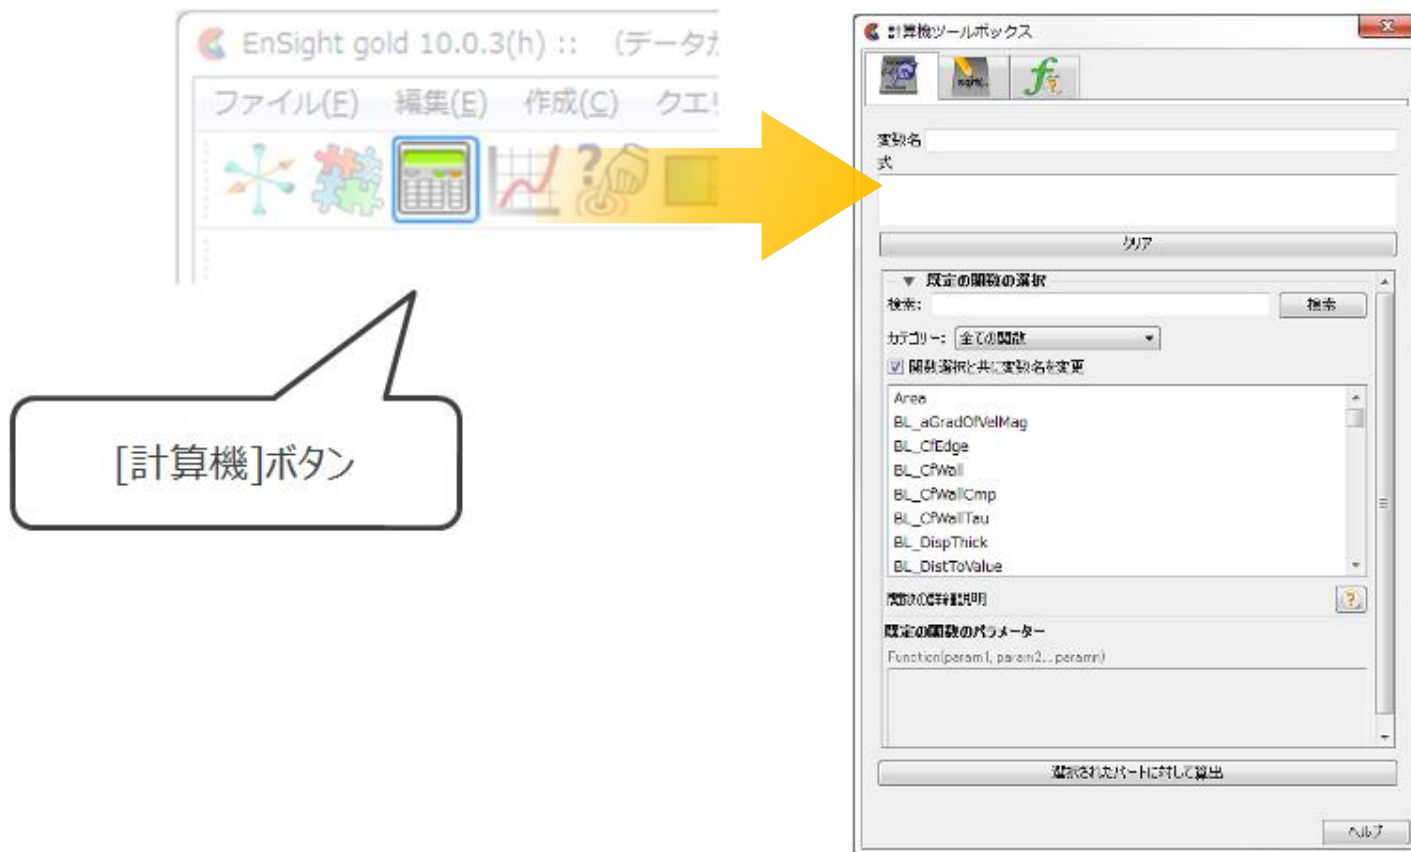 EnSight gold 10.0.3(h) :: (データカ
ファイル(F) 編集(E) 作成(C) クエリ
[計算機]ボタン
計算機ツールボックス
変数名
式
クリア
▼ 既定の関数の選択
検索:
検索
カテゴリー: 全ての関数
関数選択と共に変数名を変更
Area
BL_aGradOfVelMag
BL_CfEdge
BL_CfWall
BL_CfWallCmp
BL_CfWallTau
BL_DispThick
BL_DistToValue
関数の詳細説明
既定の関数のパラメーター
Function(param1, param2...paramn)
選択されたパートに対して算出
ヘルプ